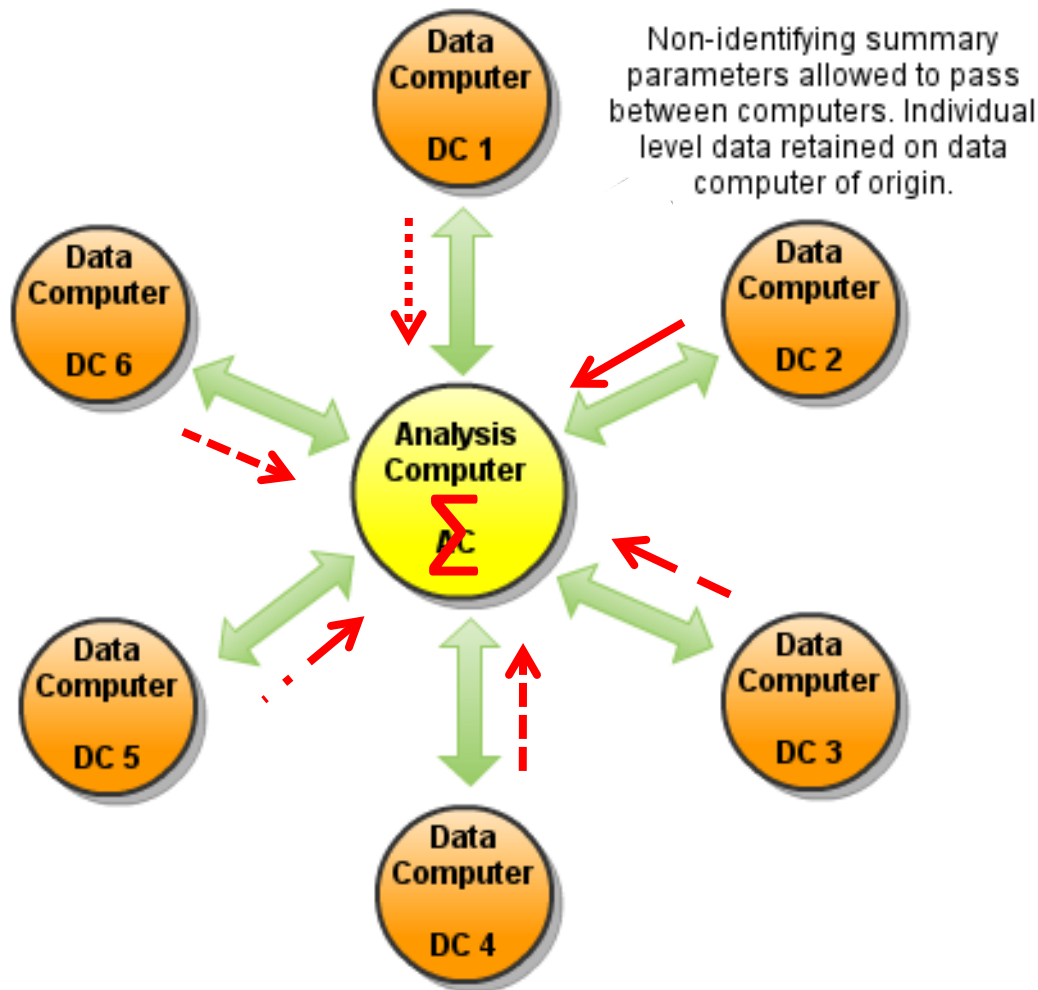 Data
Computer
DC 1
Non-identifying summary
parameters allowed to pass
between computers. Individual
level data retained on data
computer of origin.
Data
Computer
DC 6
Data
Computer
DC 2
Analysis
Computer
Σ
AC
Data
Computer
DC 5
Data
Computer
DC 3
Data
Computer
DC 4